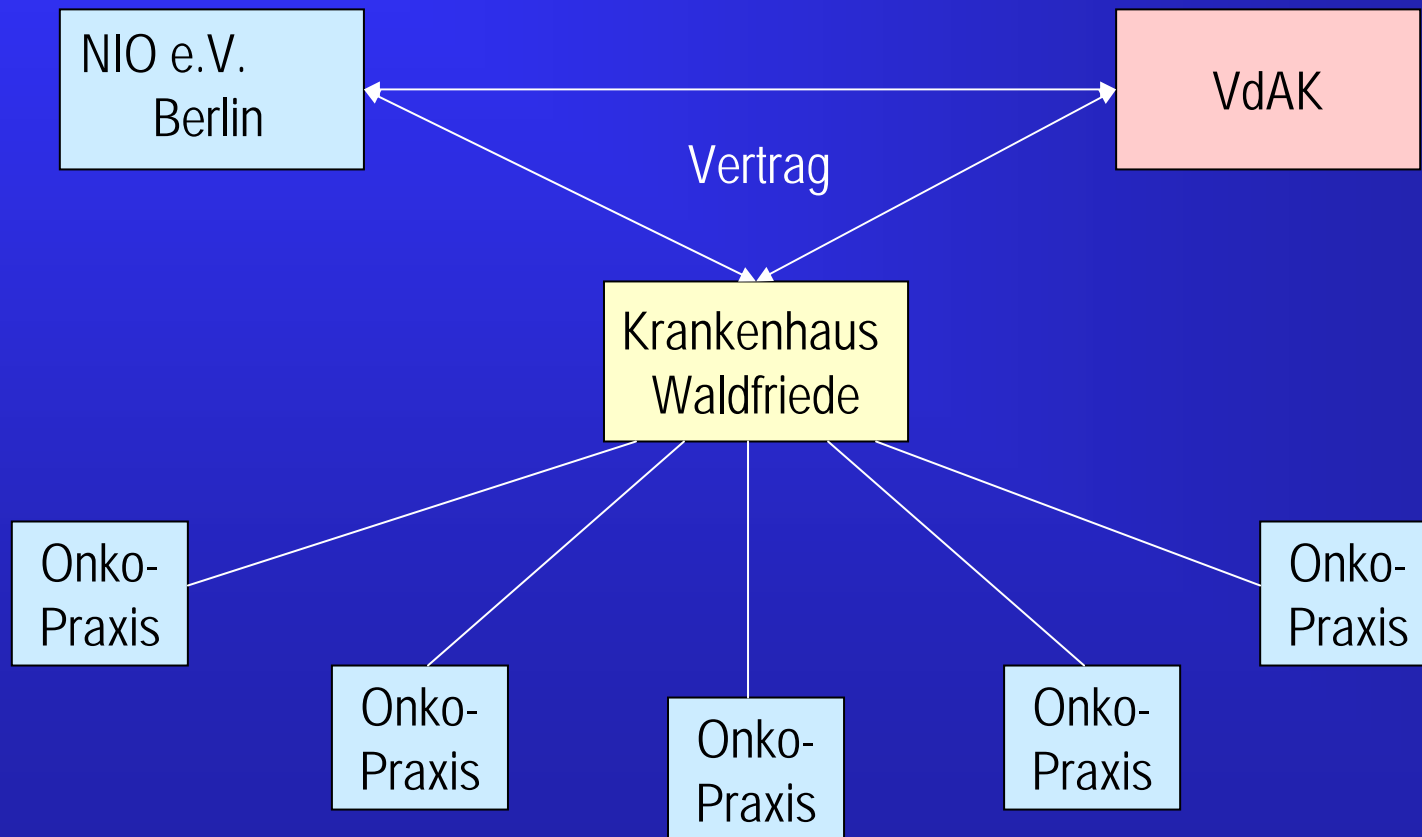 NIO e.V.
Berlin
VdAK
Vertrag
Krankenhaus
Waldfriede
Onko-
Praxis
Onko-
Praxis
Onko-
Praxis
Onko-
Praxis
Onko-
Praxis